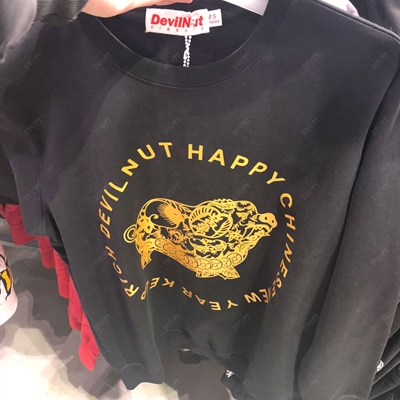 DevilNut
#S
DEVILNUT HAPPY CHINESE NEW YEAR KEEP RICH